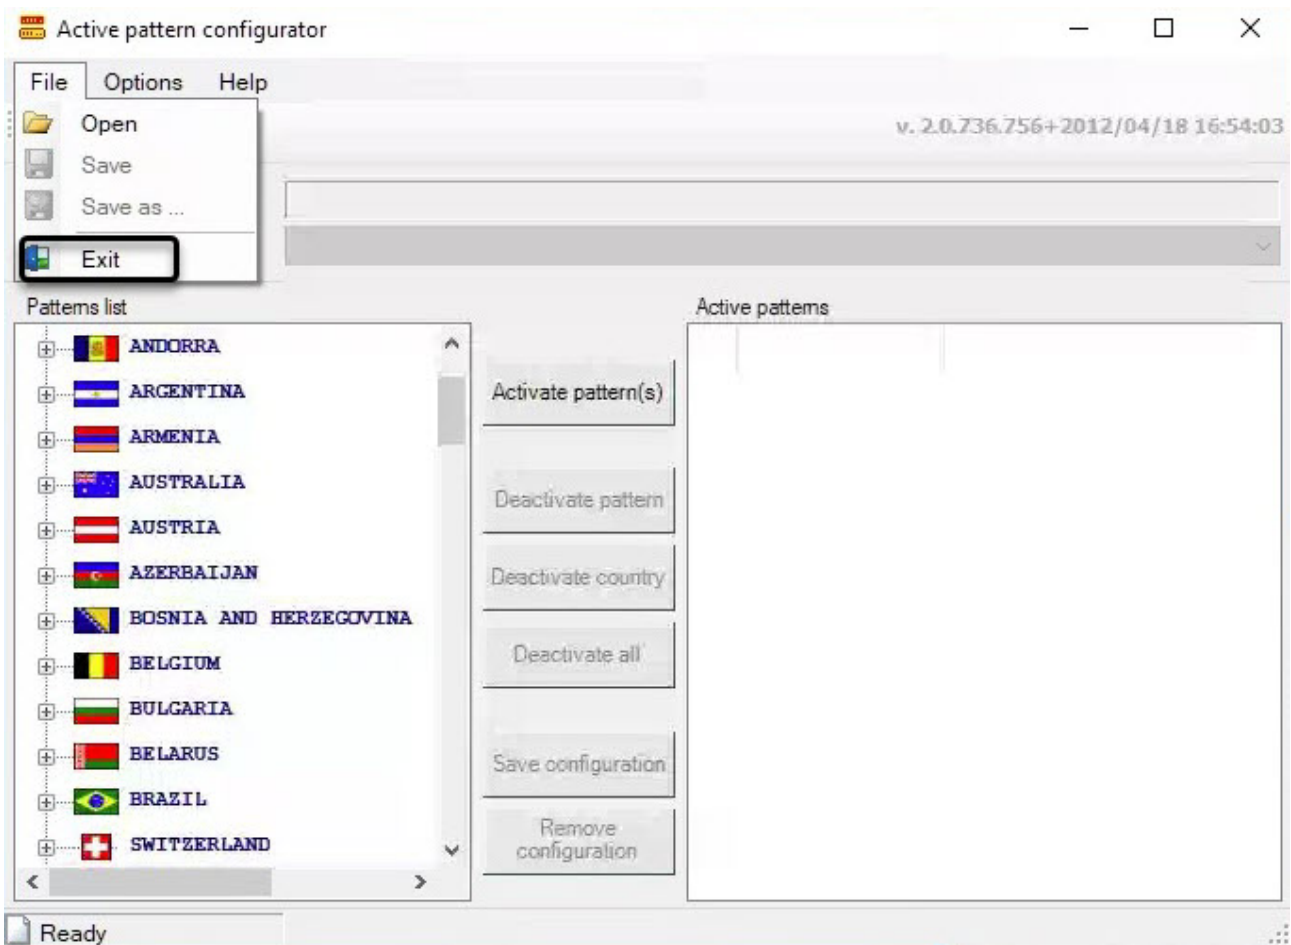 Active pattern configurator
File Options Help
Open
v. 2.0.736.756+2012/04/18 16:54:03
Save
Save as ...
Exit
Patterns list
Active patterns
ANDORRA
ARGENTINA
ARMENIA
AUSTRALIA
AUSTRIA
AZERBAIJAN
BOSNIA AND HERZEGOVINA
BELGIUM
BULGARIA
BELARUS
BRAZIL
SWITZERLAND
Activate pattern(s)
Deactivate pattern
Deactivate country
Deactivate all
Save configuration
Remove
configuration
Ready